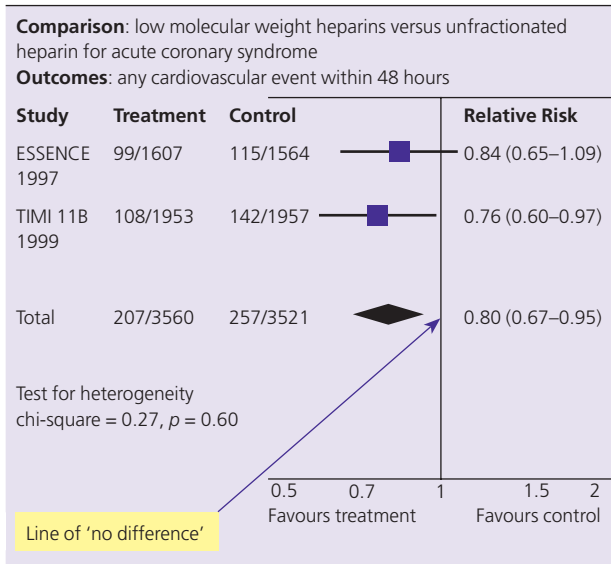 Comparison: low molecular weight heparins versus unfractionated
heparin for acute coronary syndrome
Outcomes: any cardiovascular event within 48 hours
Study Treatment Control Relative Risk
ESSENCE 99/1607 115/1564 0.84 (0.65–1.09)
1997
TIMI 11B 108/1953 142/1957 0.76 (0.60–0.97)
1999
Total 207/3560 257/3521 0.80 (0.67–0.95)
Test for heterogeneity
chi-square = 0.27, p = 0.60
0.5 0.7 1 1.5 2
Favours treatment Favours control
Line of ‘no difference’